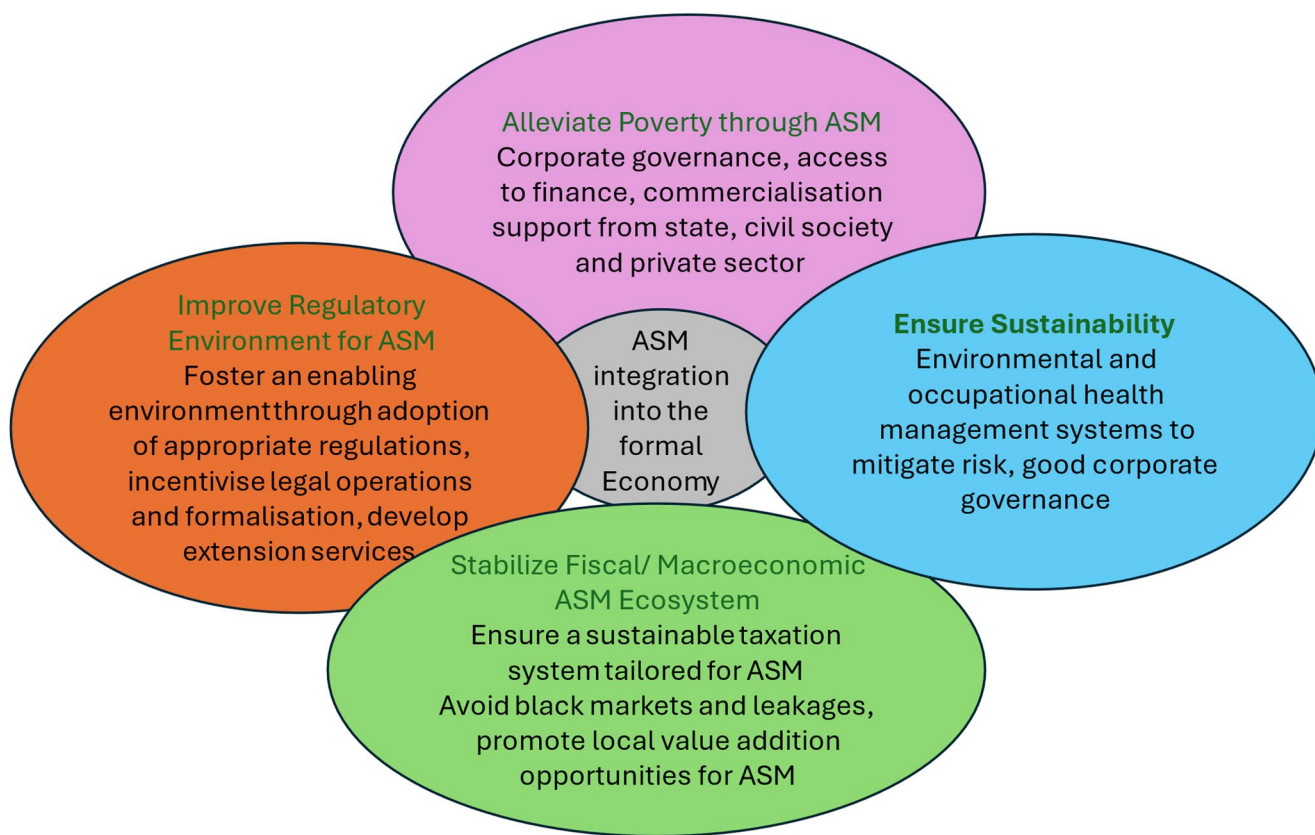 Alleviate Poverty through ASM
Corporate governance, access
to finance, commercialisation
support from state, civil society
and private sector
Improve Regulatory
Environment for ASM
Foster an enabling
environment through adoption
of appropriate regulations,
incentivise legal operations
and formalisation, develop
extension services
ASM
integration
into the
formal
Economy
Ensure Sustainability
Environmental and
occupational health
management systems to
mitigate risk, good corporate
governance
Stabilize Fiscal/ Macroeconomic
ASM Ecosystem
Ensure a sustainable taxation
system tailored for ASM
Avoid black markets and leakages,
promote local value addition
opportunities for ASM